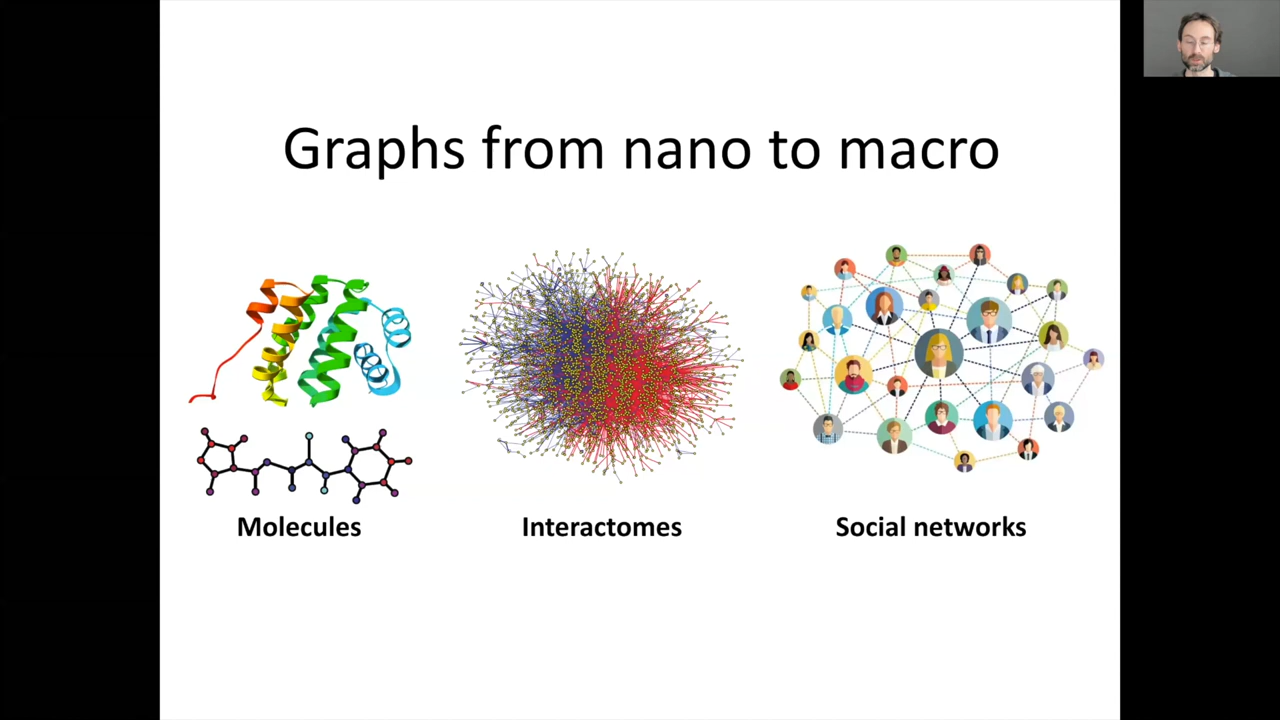 Graphs from nano to macro
Molecules
Interactomes
Social networks